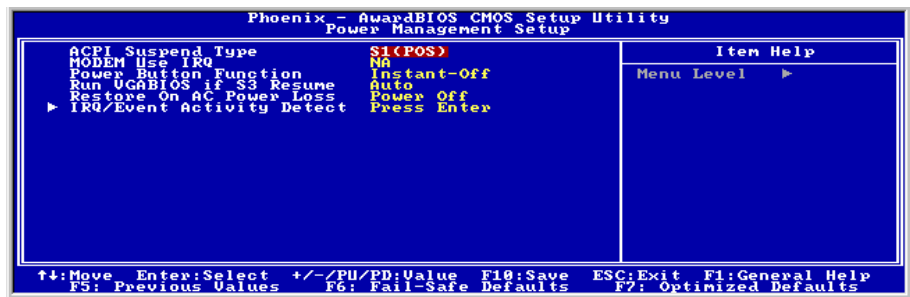 Phoenix - AwardBIOS CMOS Setup Utility
Power Management Setup
ACPI Suspend Type S1(POS)
MODEM Use IRQ NA
Power Button Function Instant-Off
Run VGABIOS if S3 Resume Auto
Restore On AC Power Loss Power Off
► IRQ/Event Activity Detect Press Enter
Item Help
Menu Level ►
↑↓:Move Enter:Select +/-/PU/PD:Value F10:Save ESC:Exit F1:General Help
F5: Previous Values F6: Fail-Safe Defaults F7: Optimized Defaults